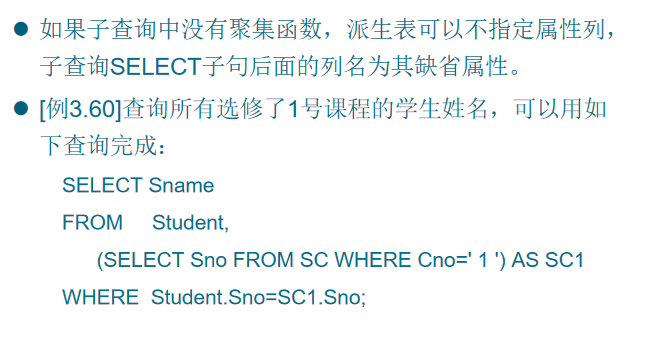 ● 如果子查询中没有聚集函数，派生表可以不指定属性列，
子查询SELECT子句后面的列名为其缺省属性。
● [例3.60]查询所有选修了1号课程的学生姓名，可以用如
下查询完成：
SELECT Sname
FROM Student,
(SELECT Sno FROM SC WHERE Cno=' 1 ') AS SC1
WHERE Student.Sno=SC1.Sno;